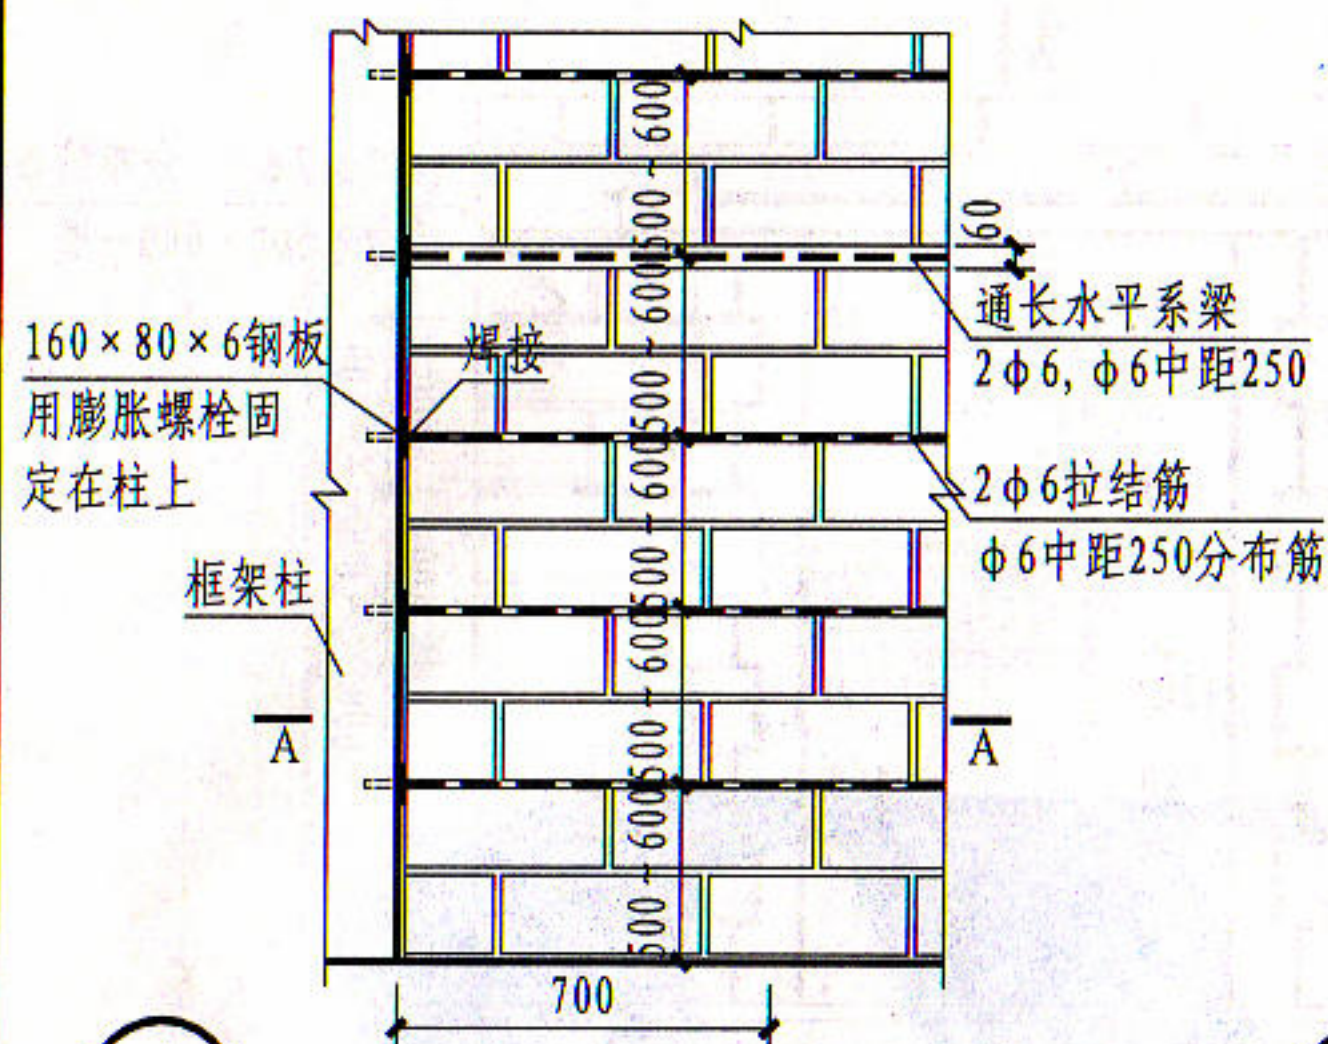 500 ~ 600
500 ~ 600
500 ~ 600
500 ~ 600
500 ~ 600
60
通长水平系梁
2φ6, φ6中距250
160×80×6钢板
用膨胀螺栓固
定在柱上
焊接
2φ6拉结筋
φ6中距250分布筋
框架柱
A
A
700